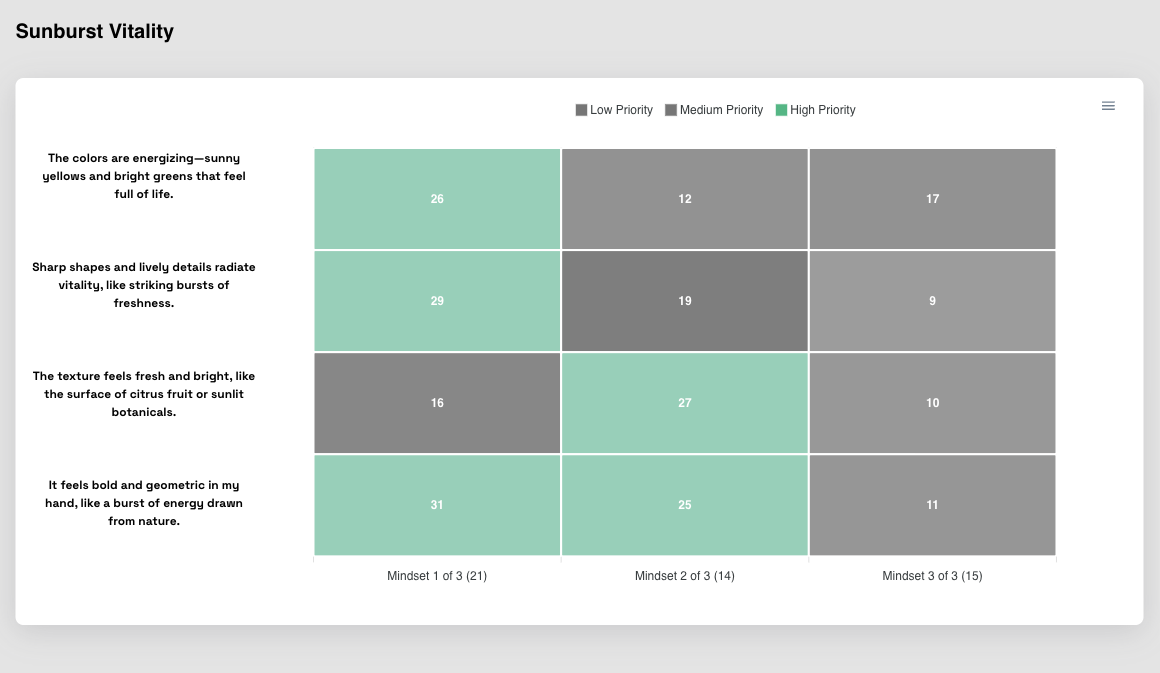 Sunburst Vitality
Low Priority
Medium Priority
High Priority
The colors are energizing—sunny
yellows and bright greens that feel
full of life.
26
12
17
Sharp shapes and lively details radiate
vitality, like striking bursts of
freshness.
29
19
9
The texture feels fresh and bright, like
the surface of citrus fruit or sunlit
botanicals.
16
27
10
It feels bold and geometric in my
hand, like a burst of energy drawn
from nature.
31
25
11
Mindset 1 of 3 (21)
Mindset 2 of 3 (14)
Mindset 3 of 3 (15)